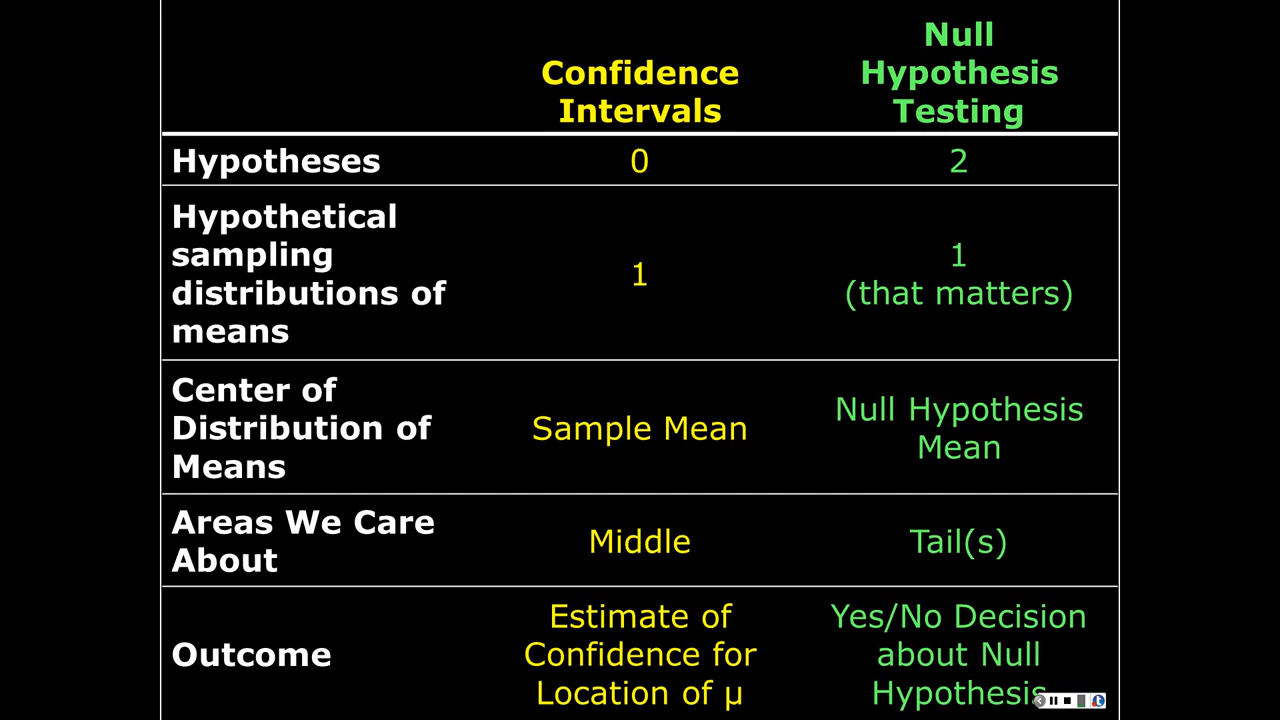 Confidence
Intervals
Null
Hypothesis
Testing
Hypotheses
0
2
Hypothetical
sampling
distributions of
means
1
1
(that matters)
Center of
Distribution of
Means
Sample Mean
Null Hypothesis
Mean
Areas We Care
About
Middle
Tail(s)
Outcome
Estimate of
Confidence for
Location of μ
Yes/No Decision
about Null
Hypothesis